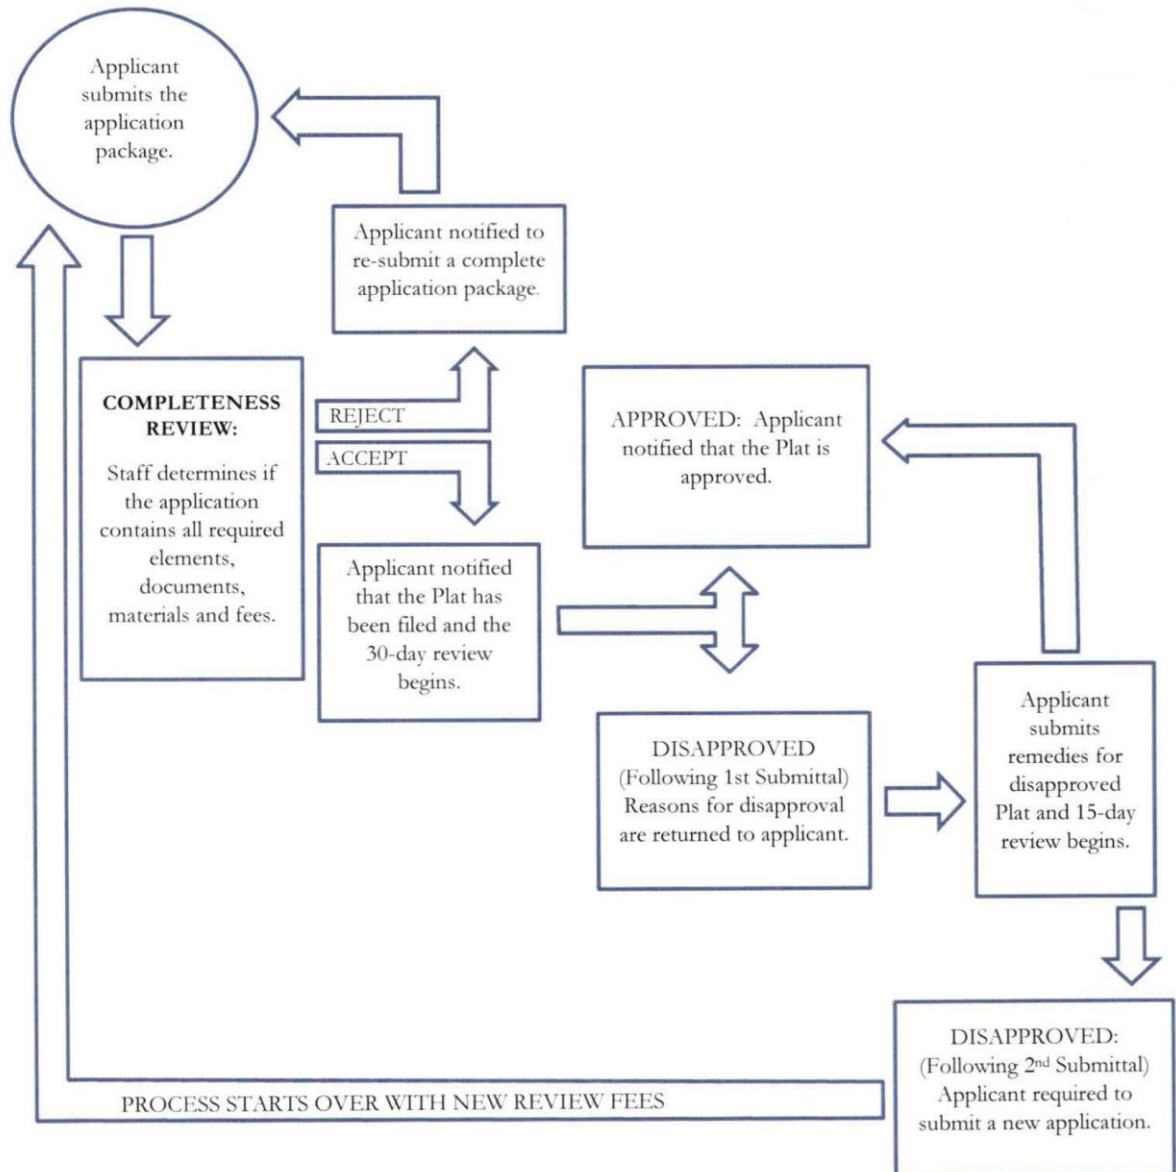 Applicant
submits the
application
package.
Applicant notified to
re-submit a complete
application package.
COMPLETENESS
REVIEW:
Staff determines if
the application
contains all required
elements,
documents,
materials and fees.
REJECT
ACCEPT
Applicant notified
that the Plat has
been filed and the
30-day review
begins.
APPROVED: Applicant
notified that the Plat is
approved.
DISAPPROVED
(Following 1st Submittal)
Reasons for disapproval
are returned to applicant.
Applicant
submits
remedies for
disapproved
Plat and 15-day
review begins.
DISAPPROVED:
(Following 2nd Submittal)
Applicant required to
submit a new application.
PROCESS STARTS OVER WITH NEW REVIEW FEES